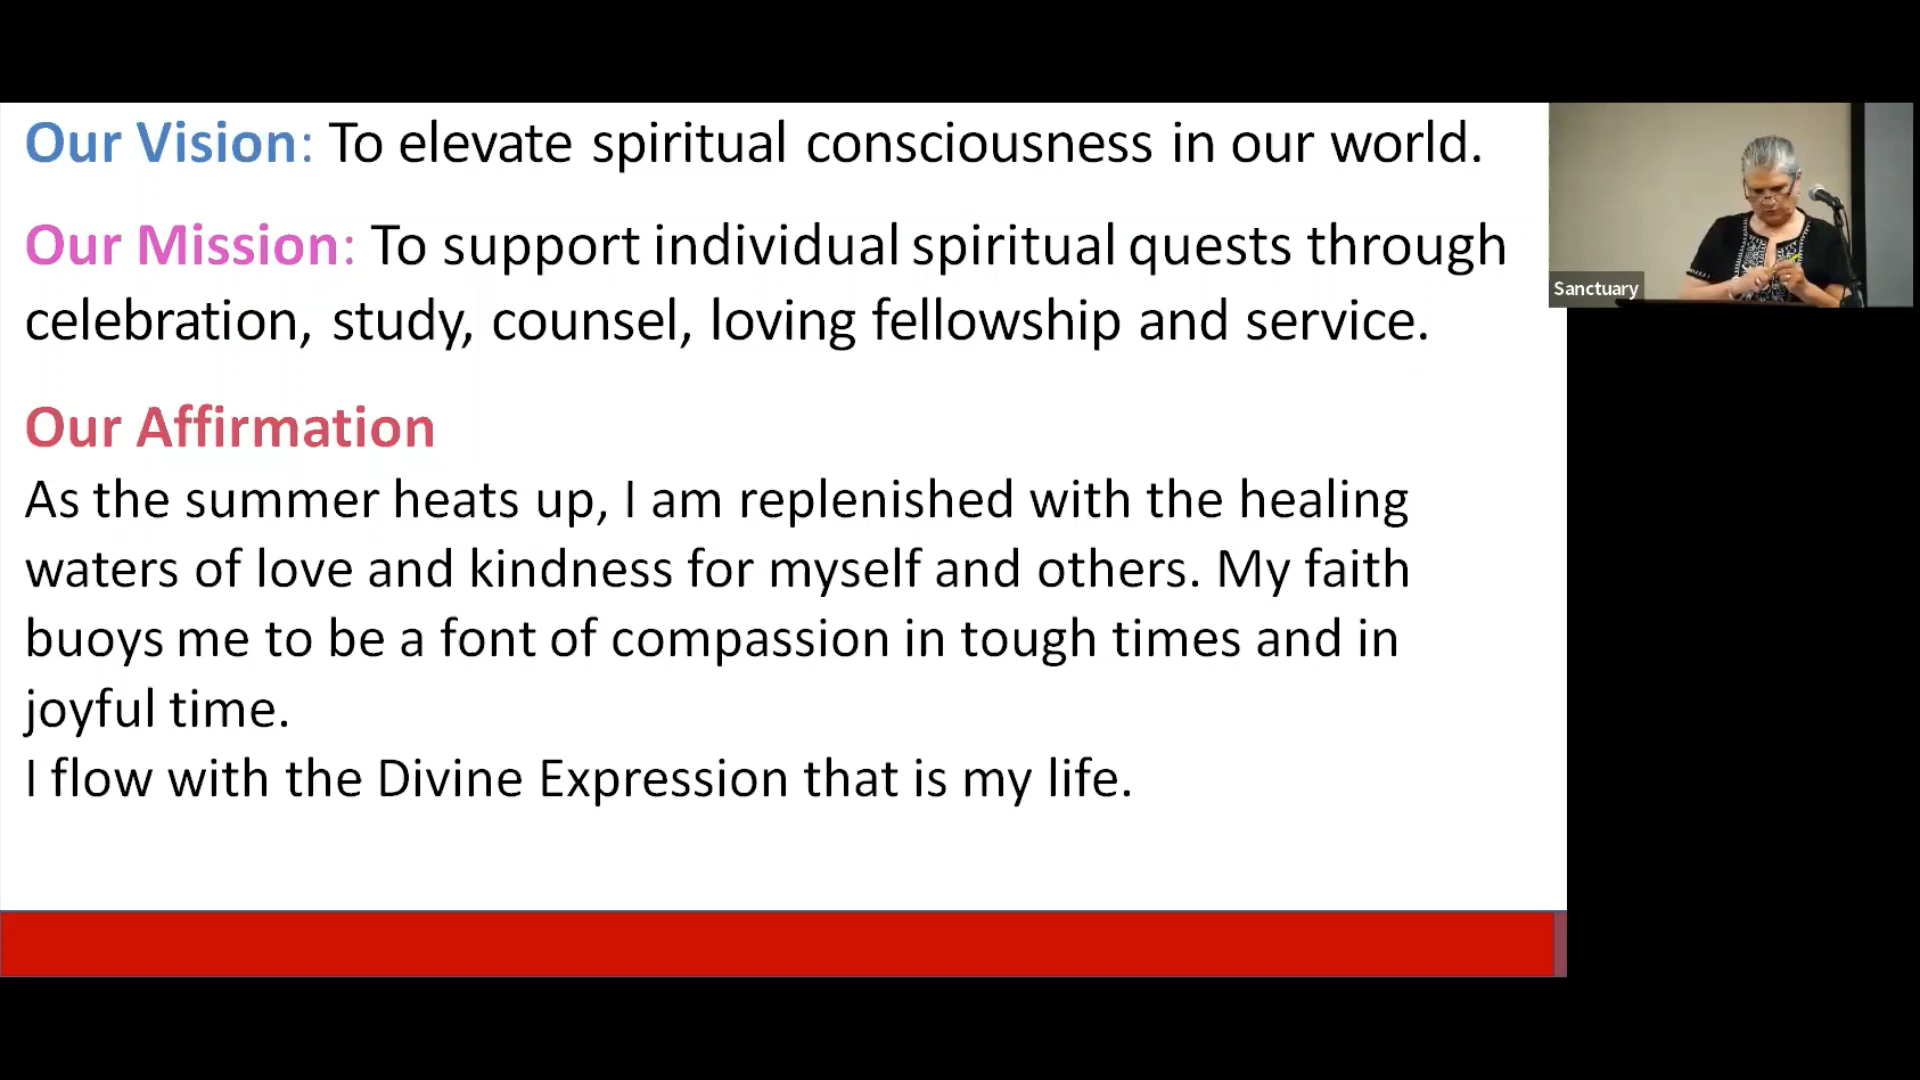 Our Vision: To elevate spiritual consciousness in our world.
Our Mission: To support individual spiritual quests through
celebration, study, counsel, loving fellowship and service.
Our Affirmation
As the summer heats up, I am replenished with the healing
waters of love and kindness for myself and others. My faith
buoys me to be a font of compassion in tough times and in
joyful time.
I flow with the Divine Expression that is my life.
Sanctuary